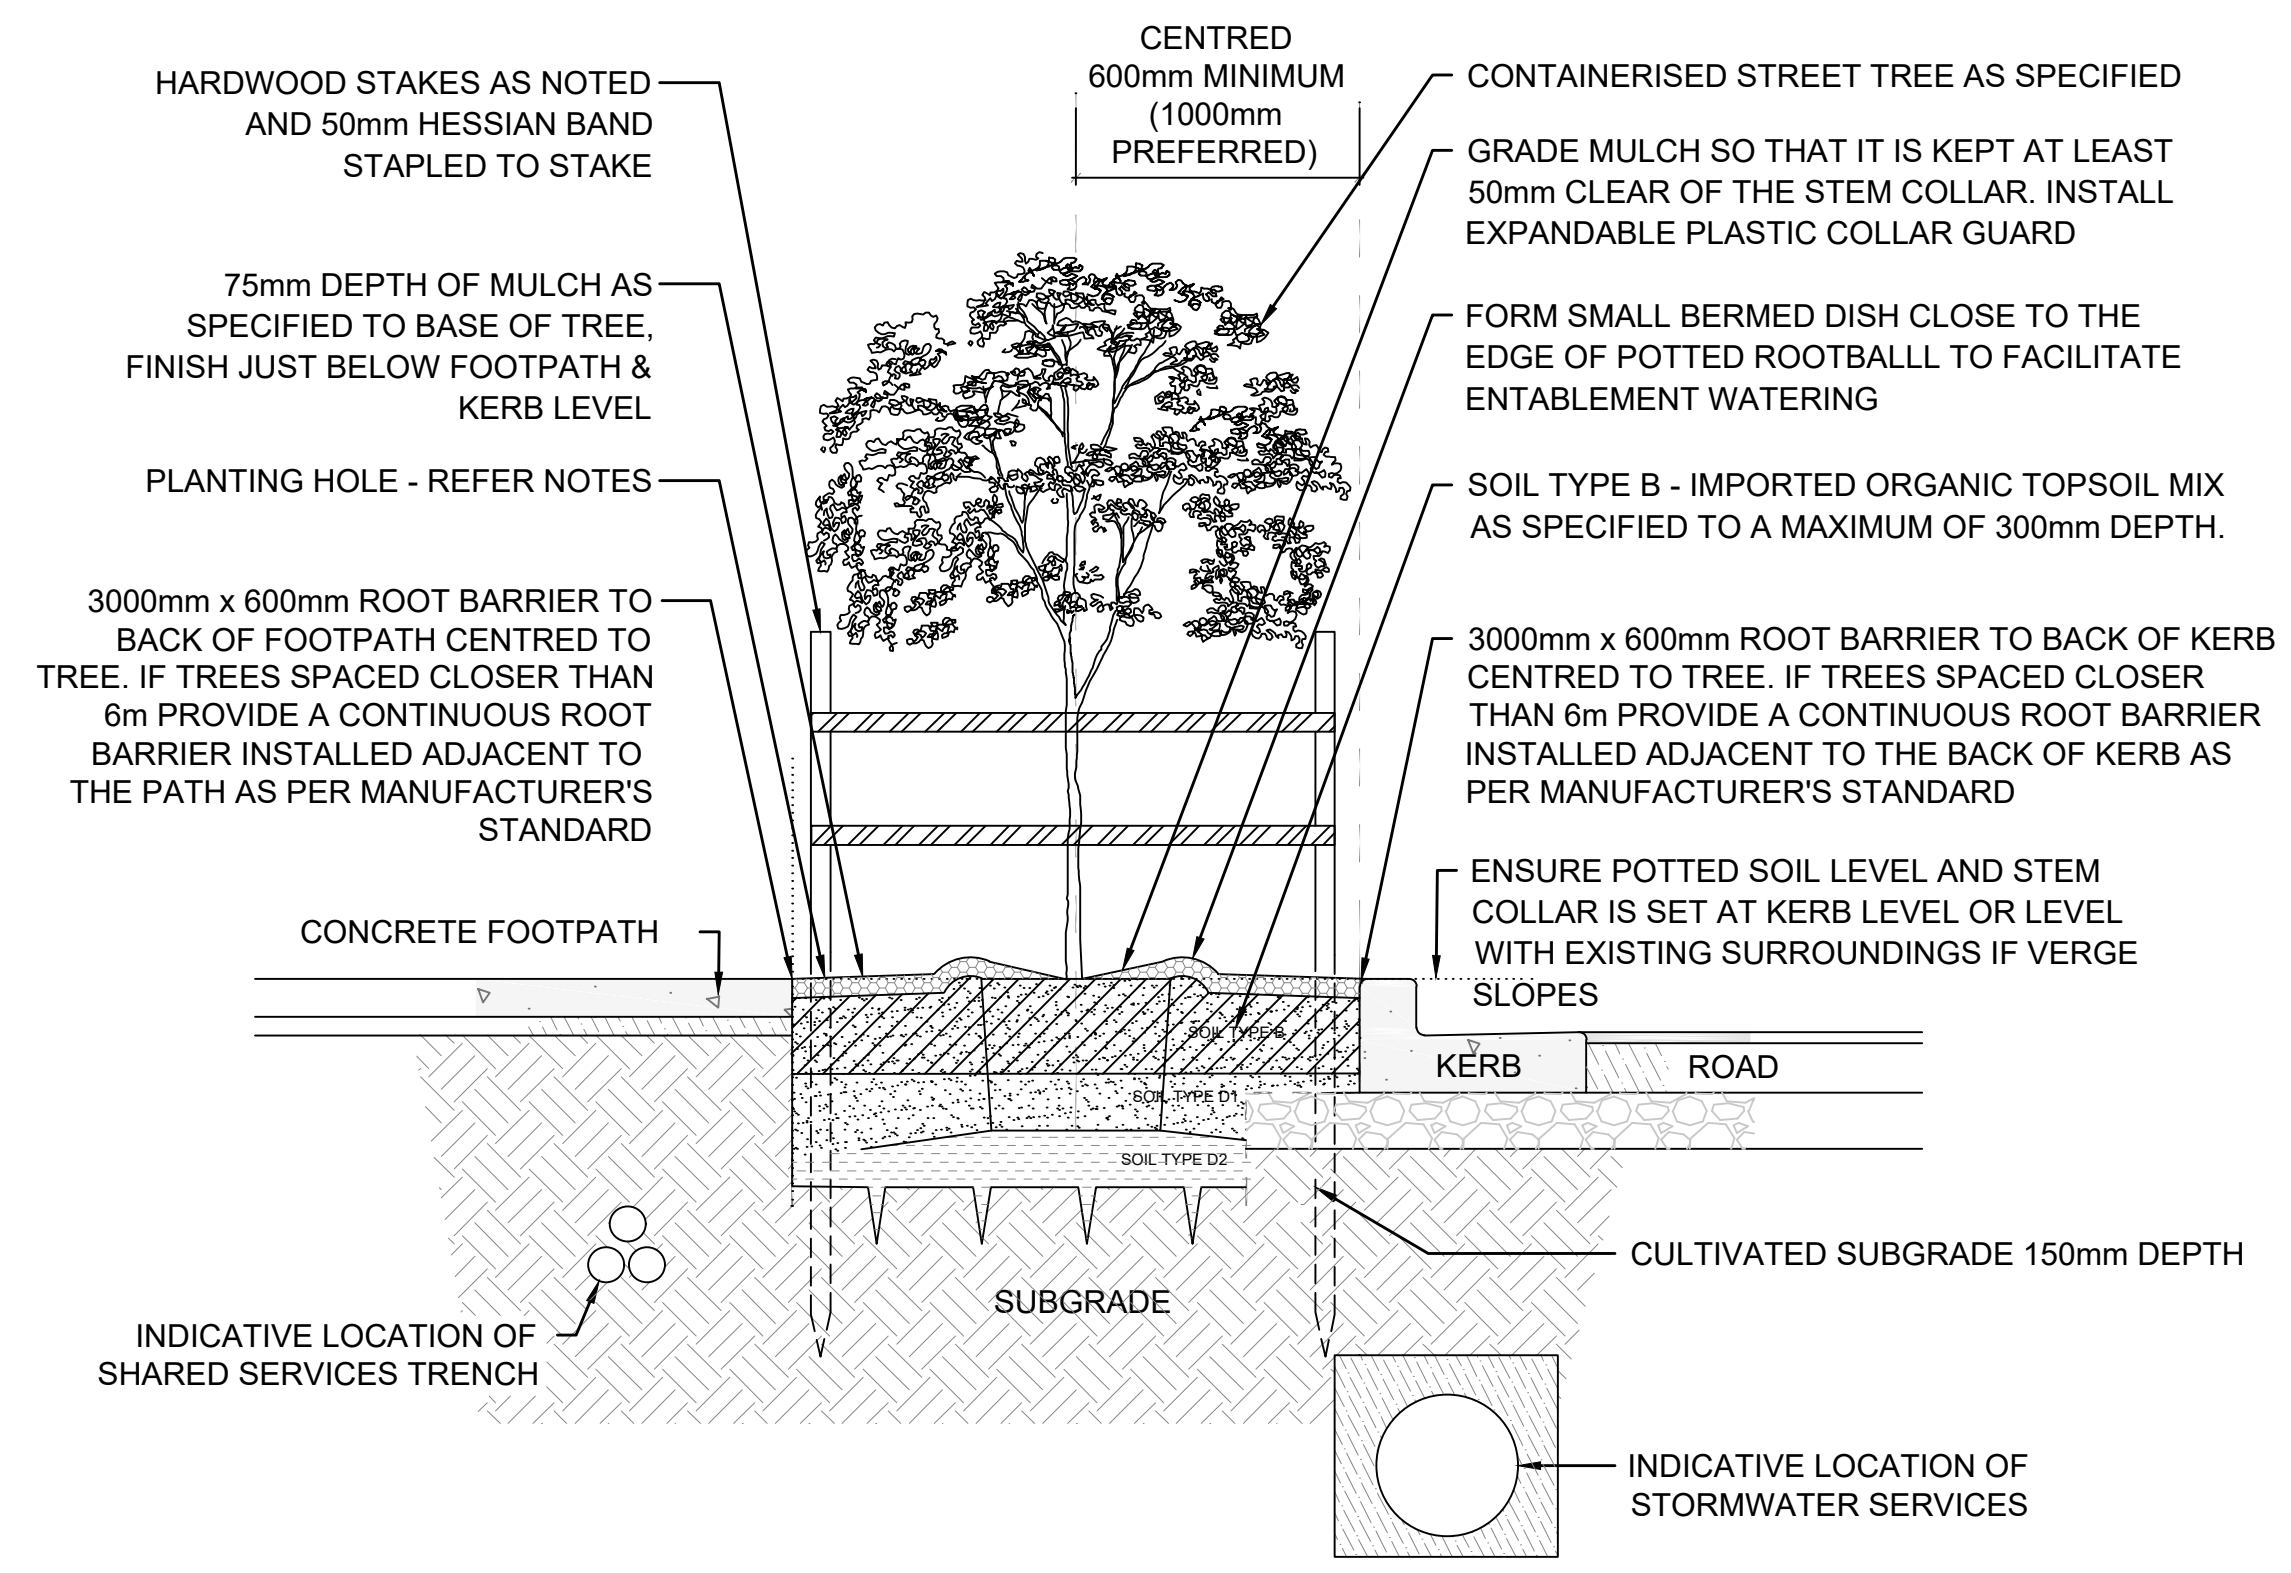 CENTRED
600mm MINIMUM
(1000mm
PREFERRED)
HARDWOOD STAKES AS NOTED
AND 50mm HESSIAN BAND
STAPLED TO STAKE
75mm DEPTH OF MULCH AS
SPECIFIED TO BASE OF TREE,
FINISH JUST BELOW FOOTPATH &
KERB LEVEL
PLANTING HOLE - REFER NOTES
3000mm x 600mm ROOT BARRIER TO
BACK OF FOOTPATH CENTRED TO
TREE. IF TREES SPACED CLOSER THAN
6m PROVIDE A CONTINUOUS ROOT
BARRIER INSTALLED ADJACENT TO
THE PATH AS PER MANUFACTURER'S
STANDARD
CONCRETE FOOTPATH
CONTAINERISED STREET TREE AS SPECIFIED
GRADE MULCH SO THAT IT IS KEPT AT LEAST
50mm CLEAR OF THE STEM COLLAR. INSTALL
EXPANDABLE PLASTIC COLLAR GUARD
FORM SMALL BERMED DISH CLOSE TO THE
EDGE OF POTTED ROOTBALLL TO FACILITATE
ENTABLEMENT WATERING
SOIL TYPE B - IMPORTED ORGANIC TOPSOIL MIX
AS SPECIFIED TO A MAXIMUM OF 300mm DEPTH.
3000mm x 600mm ROOT BARRIER TO BACK OF KERB
CENTRED TO TREE. IF TREES SPACED CLOSER
THAN 6m PROVIDE A CONTINUOUS ROOT BARRIER
INSTALLED ADJACENT TO THE BACK OF KERB AS
PER MANUFACTURER'S STANDARD
ENSURE POTTED SOIL LEVEL AND STEM
COLLAR IS SET AT KERB LEVEL OR LEVEL
WITH EXISTING SURROUNDINGS IF VERGE
SLOPES
SOIL TYPE B
KERB
ROAD
SOIL TYPE D1
SOIL TYPE D2
CULTIVATED SUBGRADE 150mm DEPTH
SUBGRADE
INDICATIVE LOCATION OF
SHARED SERVICES TRENCH
INDICATIVE LOCATION OF
STORMWATER SERVICES